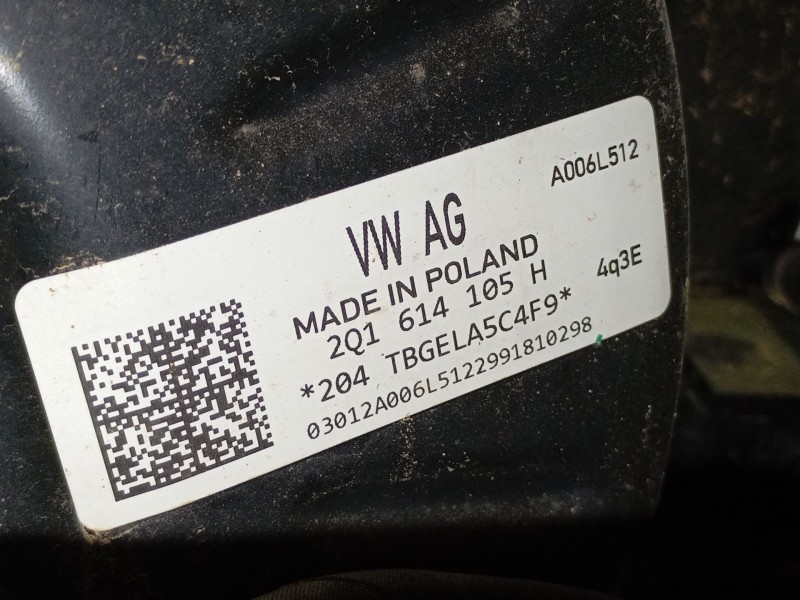 A006L512
VW AG
MADE IN POLAND
2Q1 614 105 H
4q3E
*204 TBGELA5C4F9*
03012A006L5122991810298